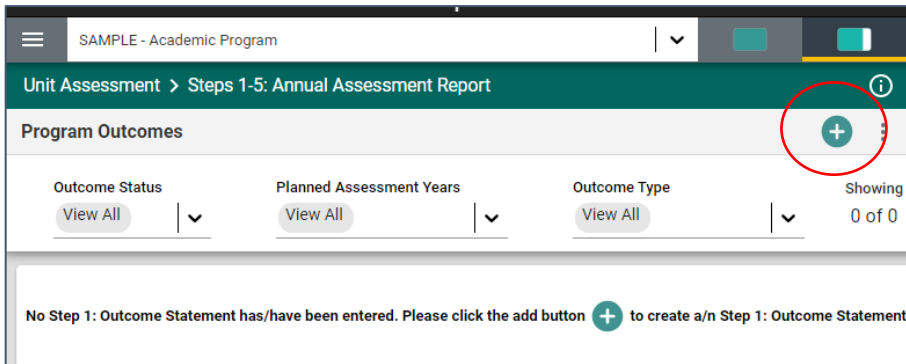 SAMPLE - Academic Program
Unit Assessment > Steps 1-5: Annual Assessment Report
Program Outcomes
Outcome Status Planned Assessment Years Outcome Type Showing
View All View All View All 0 of 0
No Step 1: Outcome Statement has/have been entered. Please click the add button to create a/n Step 1: Outcome Statement